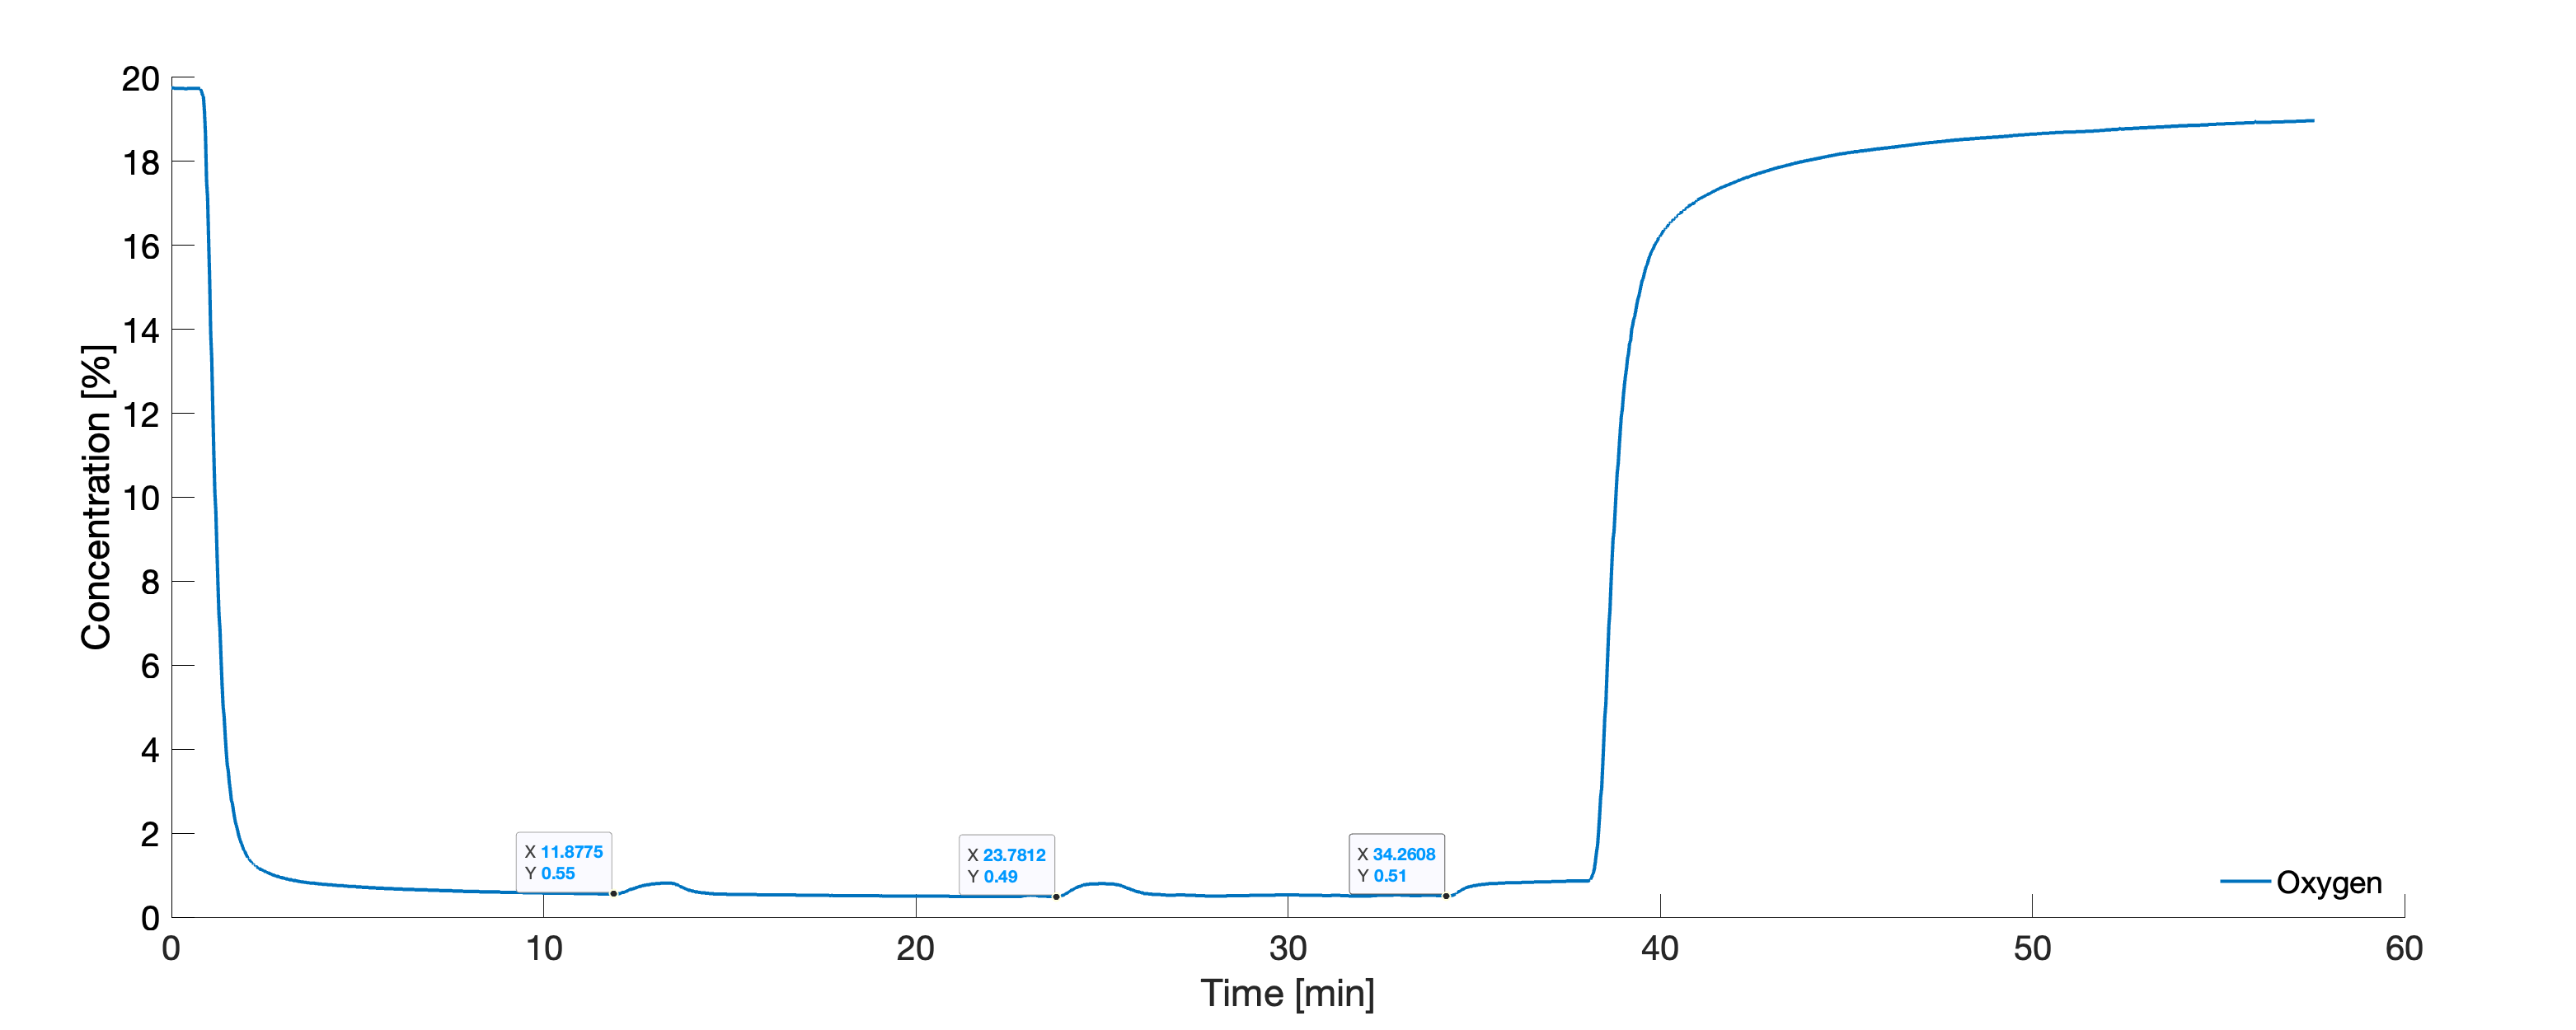 20
18
16
14
12
10
8
6
4
2
0
Concentration [%]
X 11.8775
Y 0.55
X 23.7812
Y 0.49
X 34.2608
Y 0.51
Oxygen
0 10 20 30 40 50 60
Time [min]